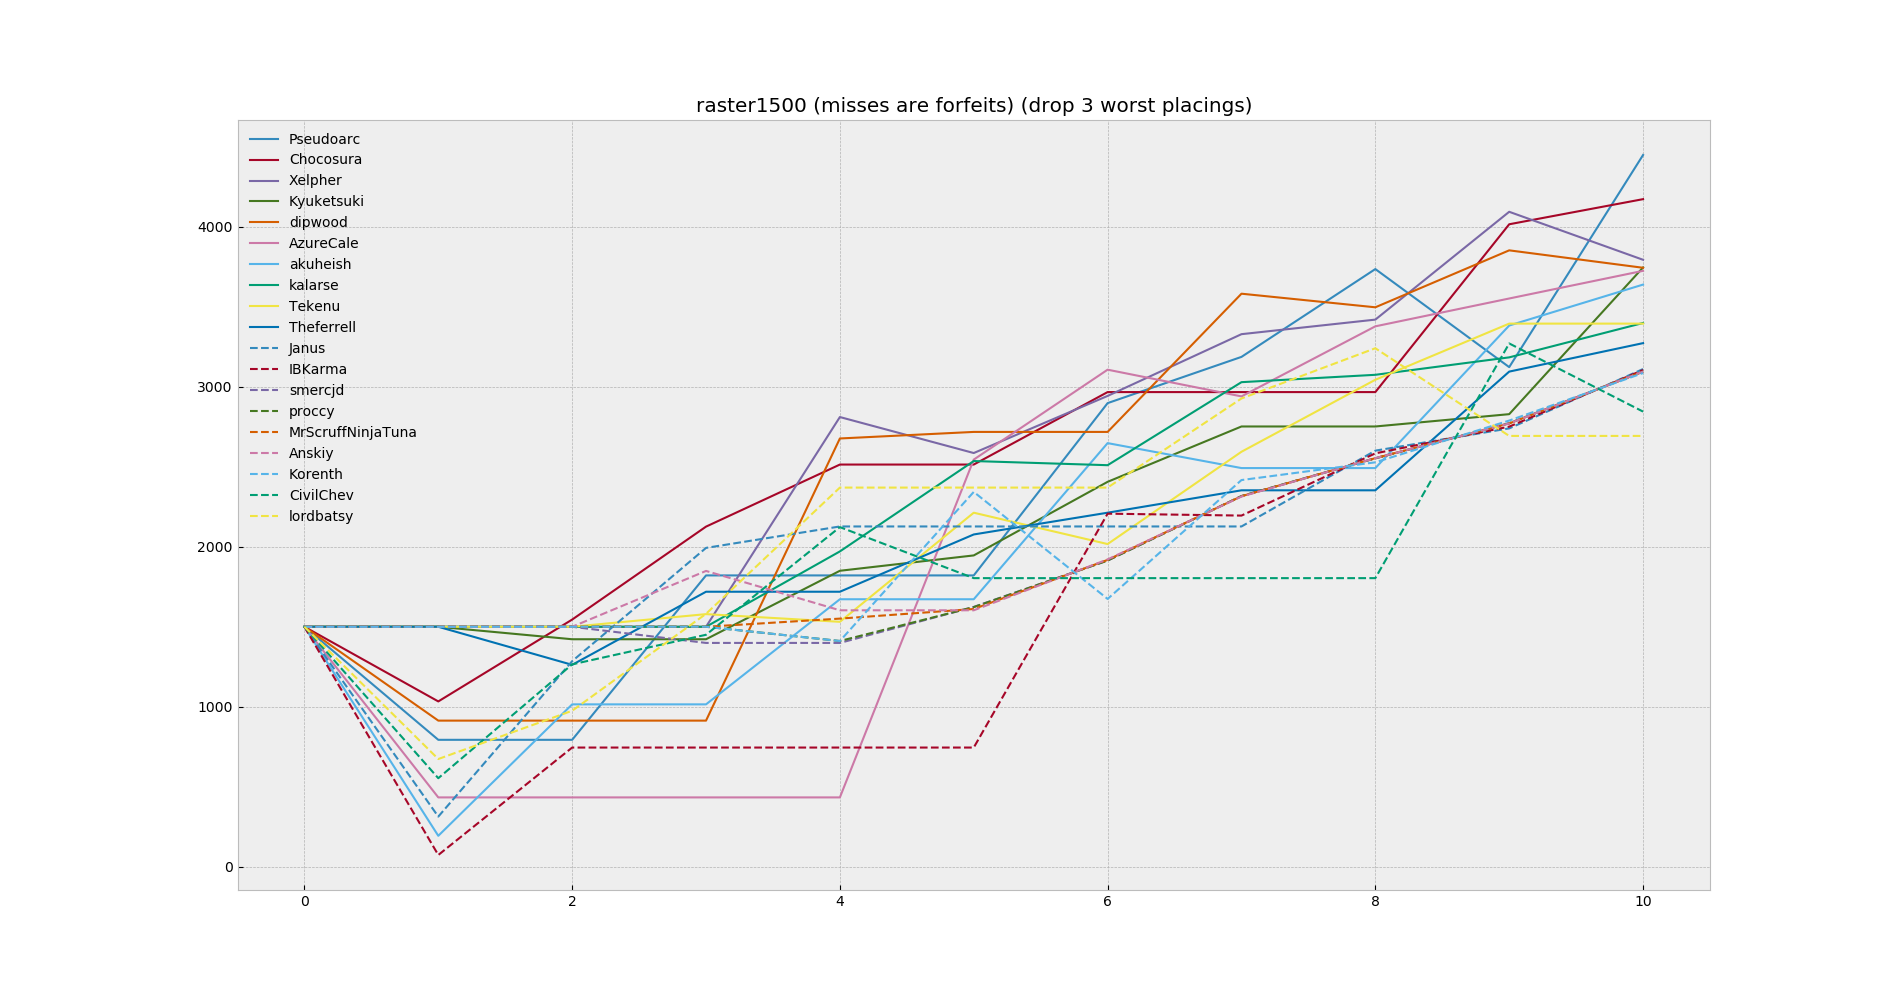 raster1500 (misses are forfeits) (drop 3 worst placings)
Pseudoarc
Chocosura
Xelpher
Kyuketsuki
dipwood
AzureCale
akuheish
kalarse
Tekenu
Theferrell
Janus
IBKarma
smercjd
proccy
MrScruffNinjaTuna
Anskiy
Korenth
CivilChev
lordbatsy
4000
3000
2000
1000
0
0 2 4 6 8 10